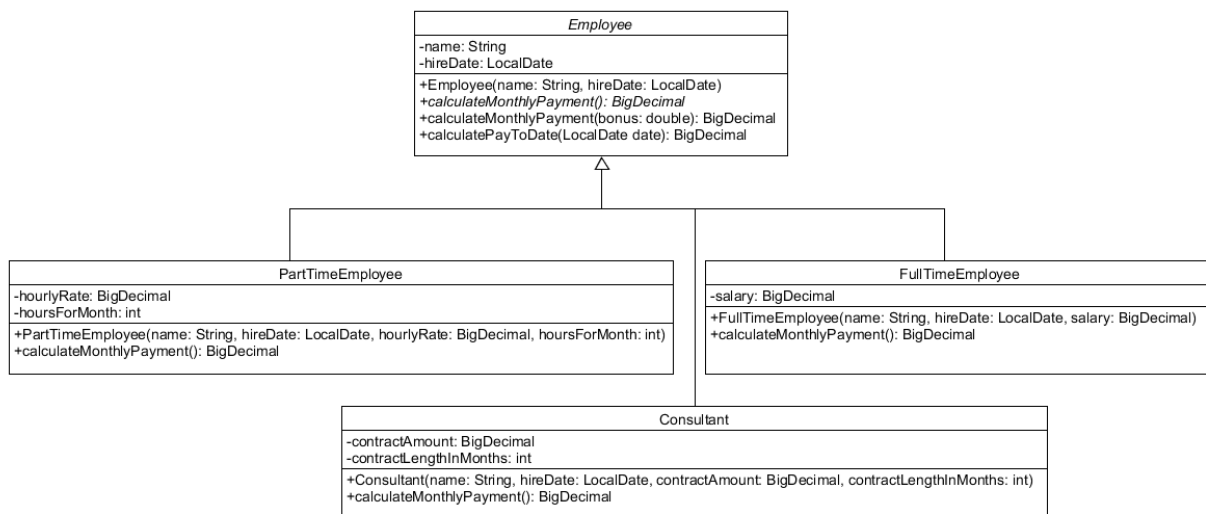 Employee
-name: String
-hireDate: LocalDate
+Employee(name: String, hireDate: LocalDate)
+calculateMonthlyPayment(): BigDecimal
+calculateMonthlyPayment(bonus: double): BigDecimal
+calculatePayToDate(LocalDate date): BigDecimal
PartTimeEmployee
-hourlyRate: BigDecimal
-hoursForMonth: int
+PartTimeEmployee(name: String, hireDate: LocalDate, hourlyRate: BigDecimal, hoursForMonth: int)
+calculateMonthlyPayment(): BigDecimal
FullTimeEmployee
-salary: BigDecimal
+FullTimeEmployee(name: String, hireDate: LocalDate, salary: BigDecimal)
+calculateMonthlyPayment(): BigDecimal
Consultant
-contractAmount: BigDecimal
-contractLengthInMonths: int
+Consultant(name: String, hireDate: LocalDate, contractAmount: BigDecimal, contractLengthInMonths: int)
+calculateMonthlyPayment(): BigDecimal